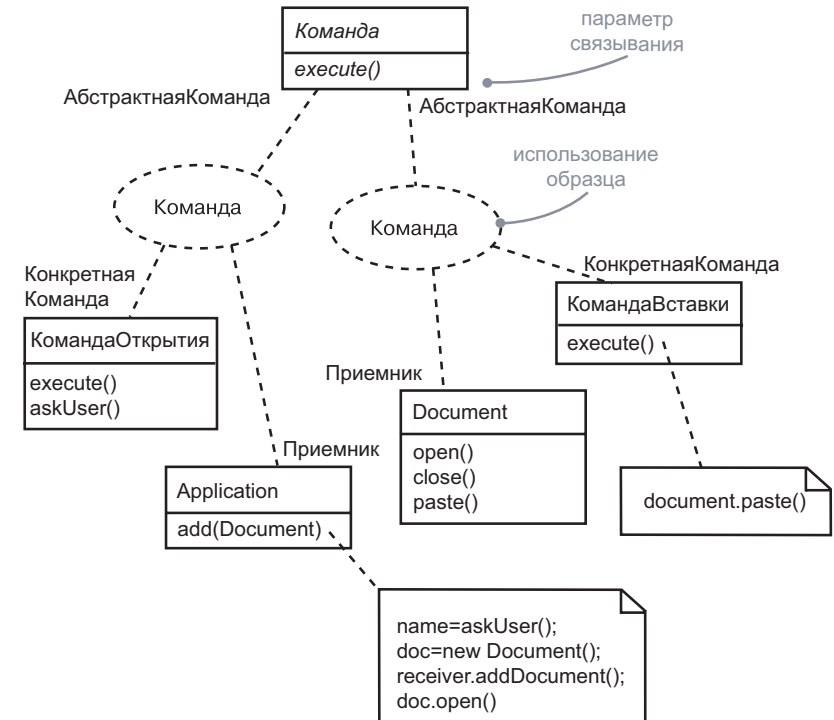 Команда
execute()
параметр
связывания
АбстрактнаяКоманда
АбстрактнаяКоманда
использование
образца
Команда
Команда
Конкретная
Команда
КонкретнаяКоманда
КомандаОткрытия
execute()
askUser()
КомандаВставки
execute()
Приемник
Document
open()
close()
paste()
Приемник
Application
add(Document)
document.paste()
name=askUser();
doc=new Document();
receiver.addDocument();
doc.open()